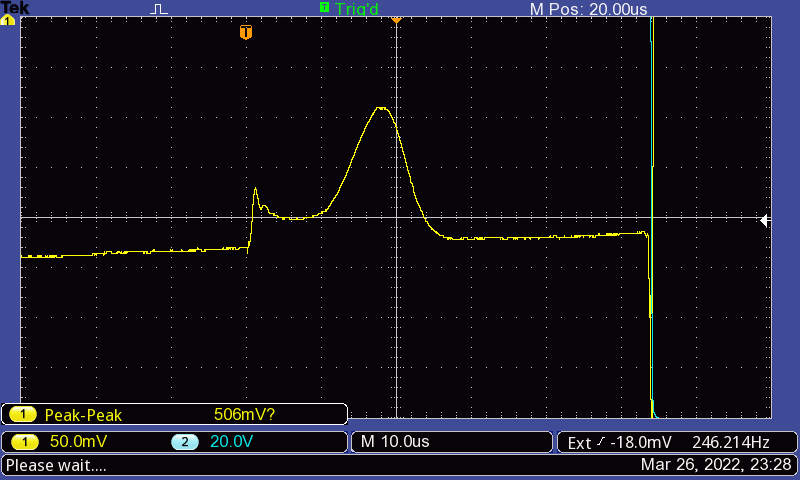 Tek T Trig'd M Pos: 20.00us
1
T
1 Peak-Peak 506mV?
1 50.0mV 2 20.0V M 10.0us Ext -18.0mV 246.214Hz
Please wait.... Mar 26, 2022, 23:28